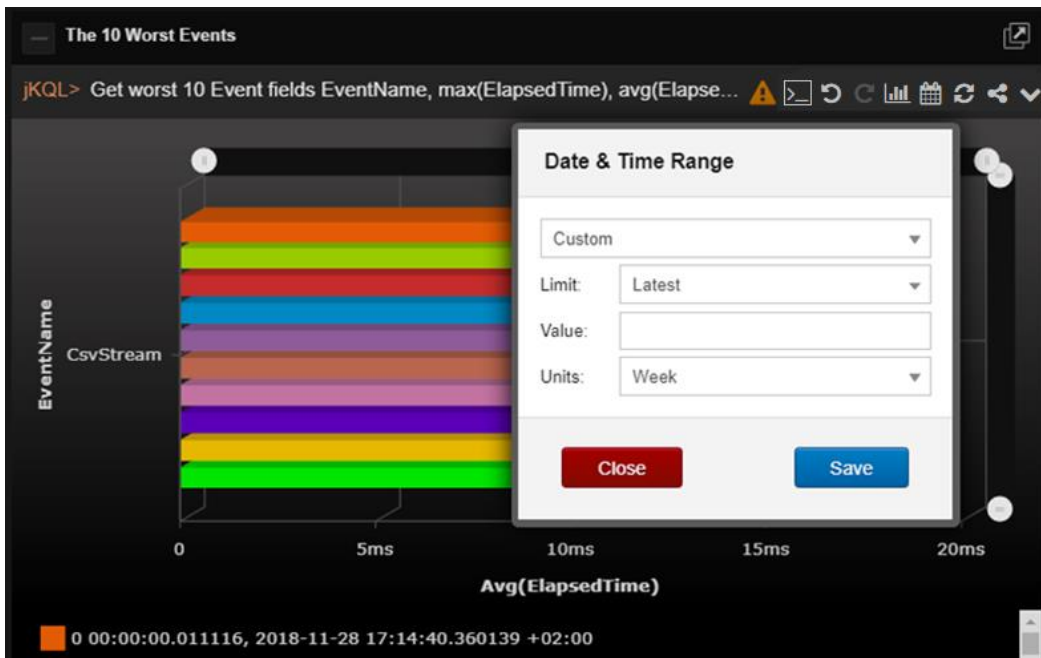 The 10 Worst Events
jKQL> Get worst 10 Event fields EventName, max(ElapsedTime), avg(Elapse...
Date & Time Range
Custom
Limit: Latest
Value:
Units: Week
Close Save
EventName
CsvStream
0 5ms 10ms 15ms 20ms
Avg(ElapsedTime)
0 00:00:00.011116, 2018-11-28 17:14:40.360139 +02:00